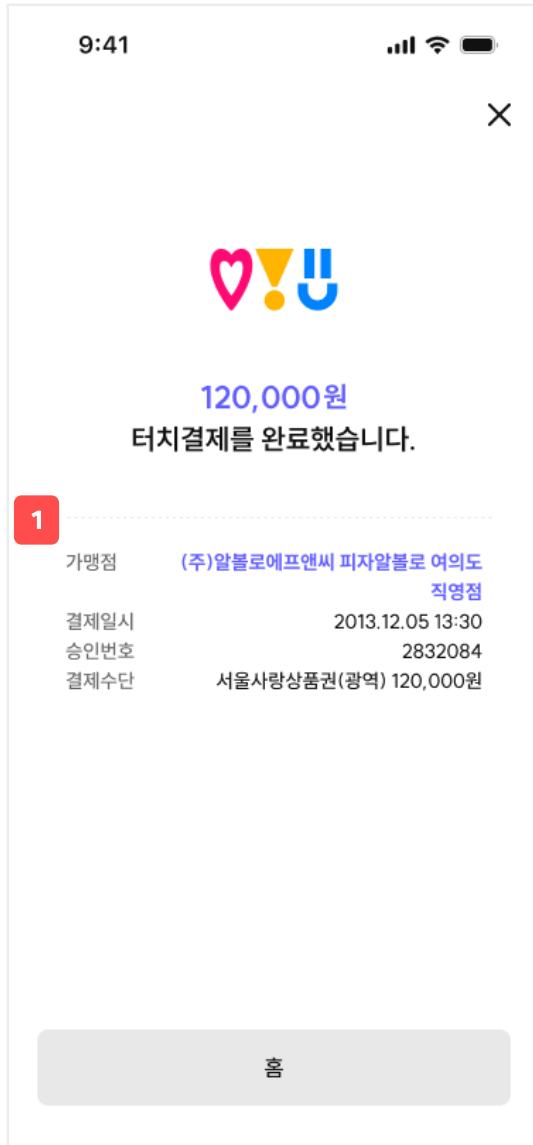 9:41
120,000원
터치결제를 완료했습니다.
1
가맹점 (주)알볼로에프앤씨 피자알볼로 여의도
직영점
결제일시 2013.12.05 13:30
승인번호 2832084
결제수단 서울사랑상품권(광역) 120,000원
홈